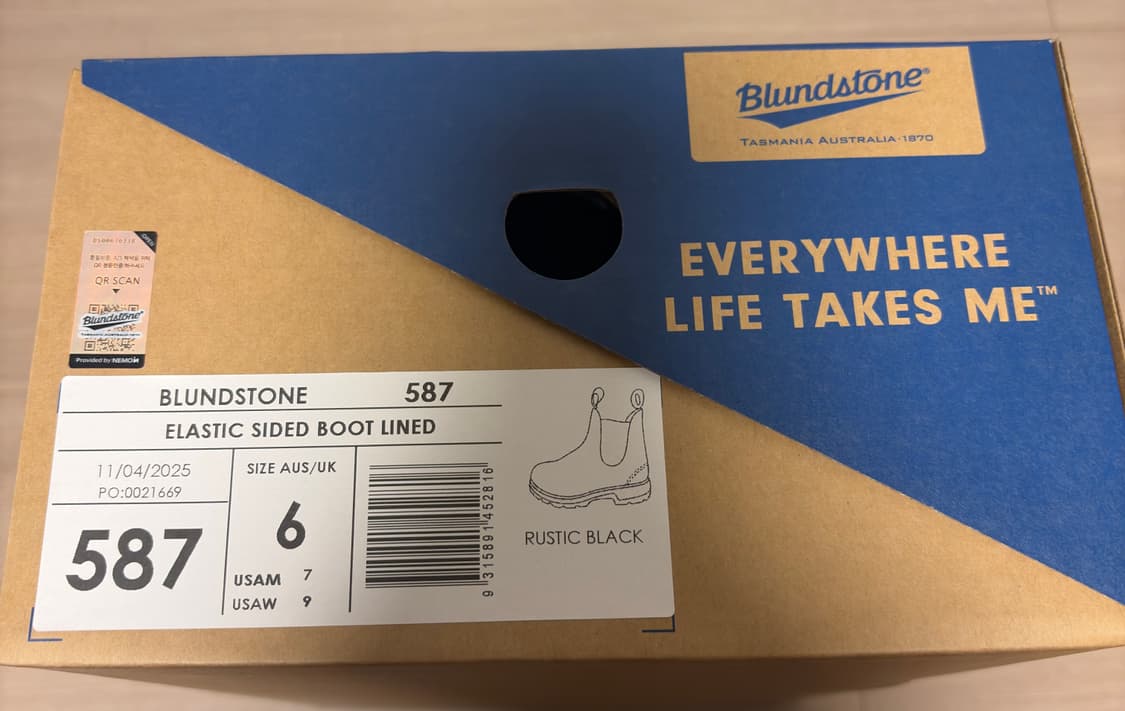 Blundstone®
TASMANIA AUSTRALIA·1870
EVERYWHERE
LIFE TAKES ME™
OPEN
QR SCAN
Blundstone
Provided by NEMOM
BLUNDSTONE 587
ELASTIC SIDED BOOT LINED
11/04/2025
PO:0021669
587
SIZE AUS/UK
6
USAM 7
USAW 9
9 315891 452816
RUSTIC BLACK